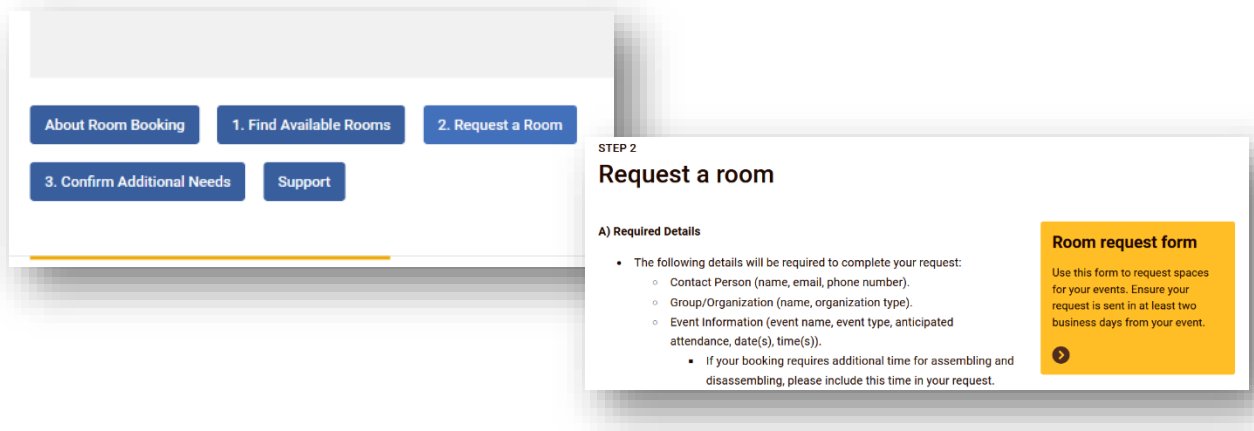 About Room Booking
1. Find Available Rooms
2. Request a Room
3. Confirm Additional Needs
Support
STEP 2
Request a room
A) Required Details
• The following details will be required to complete your request:
◦ Contact Person (name, email, phone number).
◦ Group/Organization (name, organization type).
◦ Event Information (event name, event type, anticipated
attendance, date(s), time(s)).
▪ If your booking requires additional time for assembling and
disassembling, please include this time in your request.
Room request form
Use this form to request spaces
for your events. Ensure your
request is sent in at least two
business days from your event.